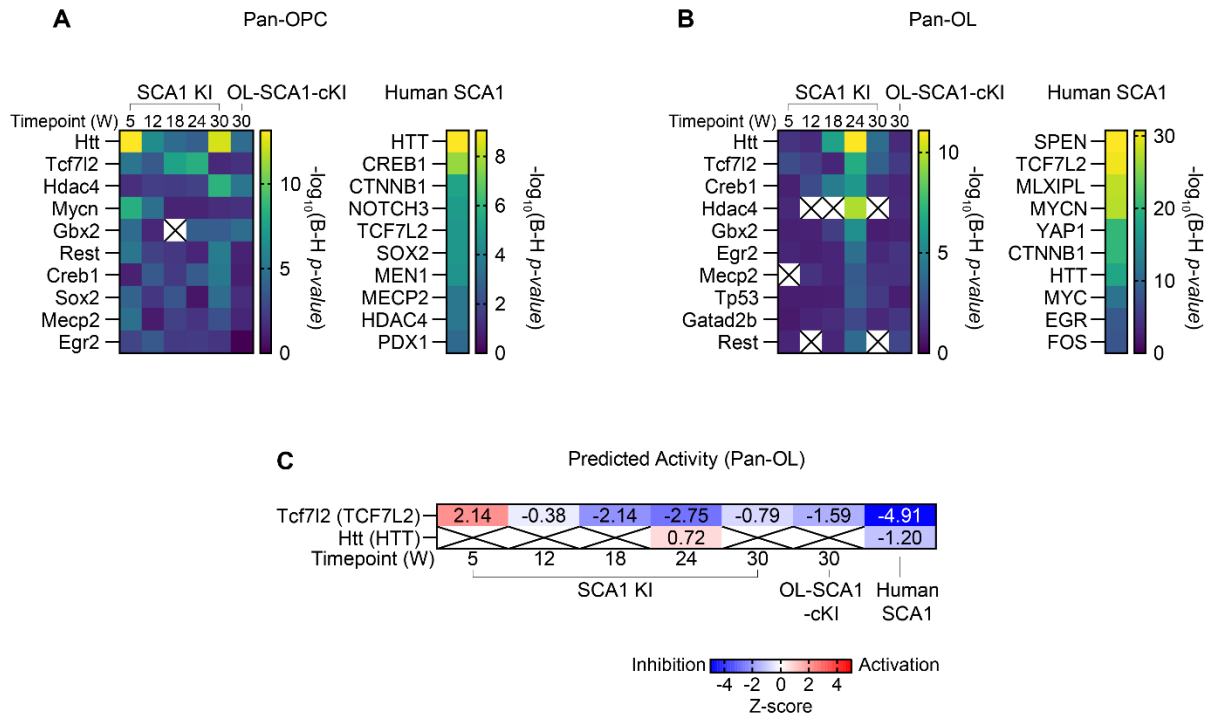 A
Pan-OPC
SCA1 KI
OL-SCA1-cKI
Human SCA1
Timepoint (W) 5 12 18 24 30 30
Htt
Tcf7l2
Hdac4
Mycn
Gbx2
Rest
Creb1
Sox2
Mecp2
Egr2
10
5
0
-log10(B-H p-value)
HTT
CREB1
CTNNB1
NOTCH3
TCF7L2
SOX2
MEN1
MECP2
HDAC4
PDX1
8
6
4
2
0
-log10(B-H p-value)
B
Pan-OL
SCA1 KI
OL-SCA1-cKI
Human SCA1
Timepoint (W) 5 12 18 24 30 30
Htt
Tcf7l2
Creb1
Hdac4
Gbx2
Egr2
Mecp2
Tp53
Gatad2b
Rest
10
5
0
-log10(B-H p-value)
SPEN
TCF7L2
MLXIPL
MYCN
YAP1
CTNNB1
HTT
MYC
EGR
FOS
30
20
10
0
-log10(B-H p-value)
C
Predicted Activity (Pan-OL)
Tcf7l2 (TCF7L2) 2.14 -0.38 -2.14 -2.75 -0.79 -1.59 -4.91
Htt (HTT) 0.72 -1.20
Timepoint (W) 5 12 18 24 30 30
SCA1 KI
OL-SCA1
-cKI
Human
SCA1
Inhibition Activation
-4 -2 0 2 4
Z-score